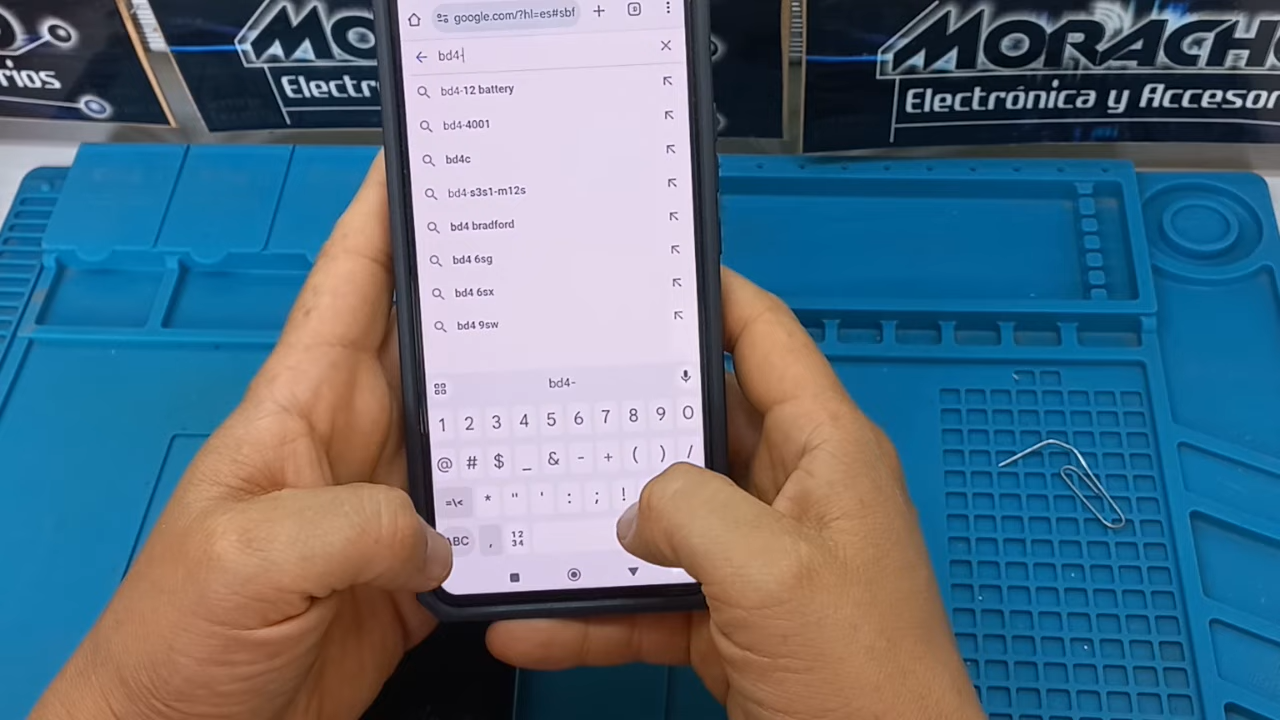 rios
MO
Electr
MORACH
Electrónica y Accesor
google.com/?hl=es#sbf
bd4-
bd4-12 battery
bd4-4001
bd4c
bd4-s3s1-m12s
bd4 bradford
bd4 6sg
bd4 6sx
bd4 9sw
bd4-
1 2 3 4 5 6 7 8 9 0
@ # $ _ & - + ( ) /
=\< * " ' : ; !
ABC , 1234